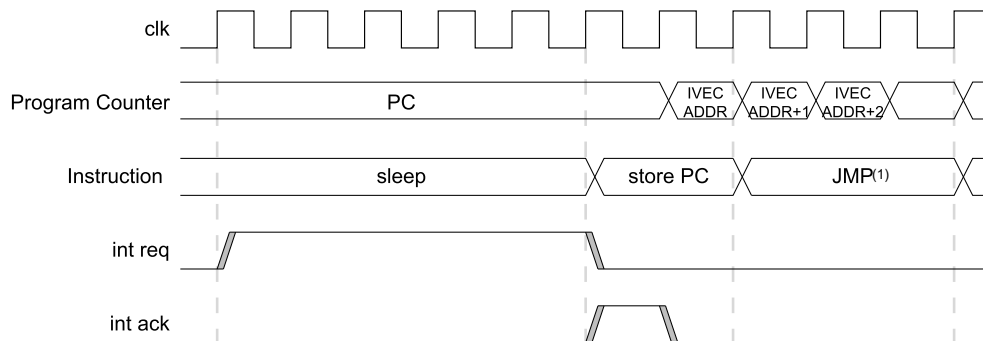 clk
Program Counter
PC
IVEC
ADDR
IVEC
ADDR+1
IVEC
ADDR+2
Instruction
sleep
store PC
JMP(1)
int req
int ack